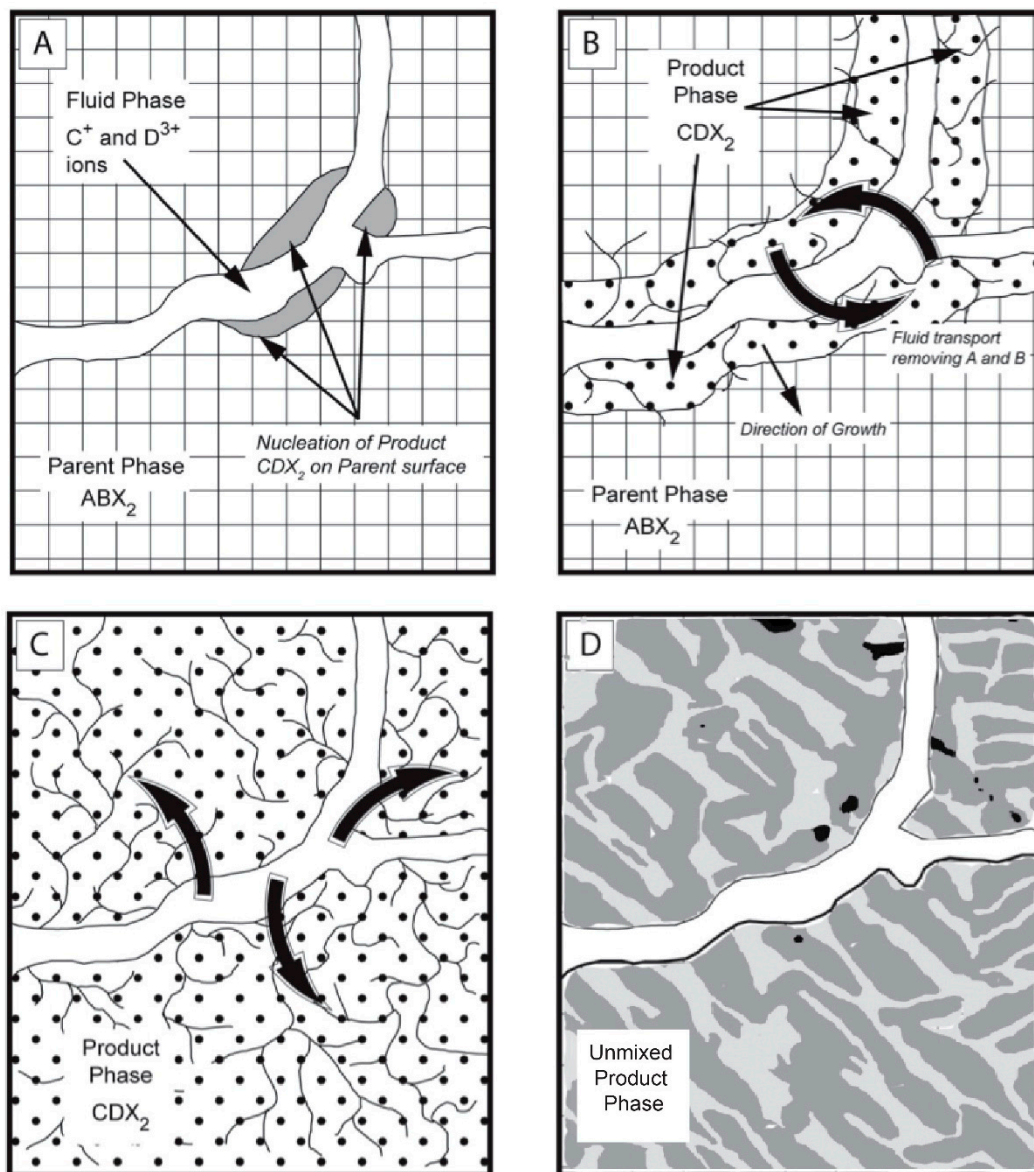 A
Fluid Phase
C⁺ and D³⁺
ions
Nucleation of Product
CDX₂ on Parent surface
Parent Phase
ABX₂
B
Product
Phase
CDX₂
Fluid transport
removing A and B
Direction of Growth
Parent Phase
ABX₂
C
Product
Phase
CDX₂
D
Unmixed
Product
Phase